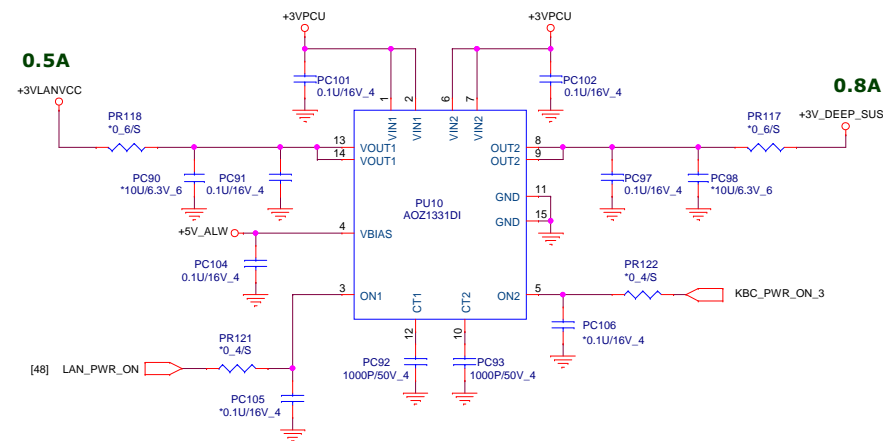 +3VPCU
+3VPCU
0.5A
0.8A
+3VLANVCC
+3V_DEEP_SUS
PC101
0.1U/16V_4
PC102
0.1U/16V_4
1
2
6
7
VIN1
VIN1
VIN2
VIN2
PR118
*0_6/S
PR117
*0_6/S
13
14
VOUT1
VOUT1
OUT2
OUT2
8
9
PC90
*10U/6.3V_6
PC91
0.1U/16V_4
PC97
0.1U/16V_4
PC98
*10U/6.3V_6
PU10
AOZ1331DI
GND
11
GND
15
+5V_ALW
4
VBIAS
PC104
0.1U/16V_4
3
ON1
CT1
CT2
ON2
5
PR122
*0_4/S
KBC_PWR_ON_3
12
10
PC106
*0.1U/16V_4
PR121
*0_4/S
[48] LAN_PWR_ON
PC92
1000P/50V_4
PC93
1000P/50V_4
PC105
*0.1U/16V_4